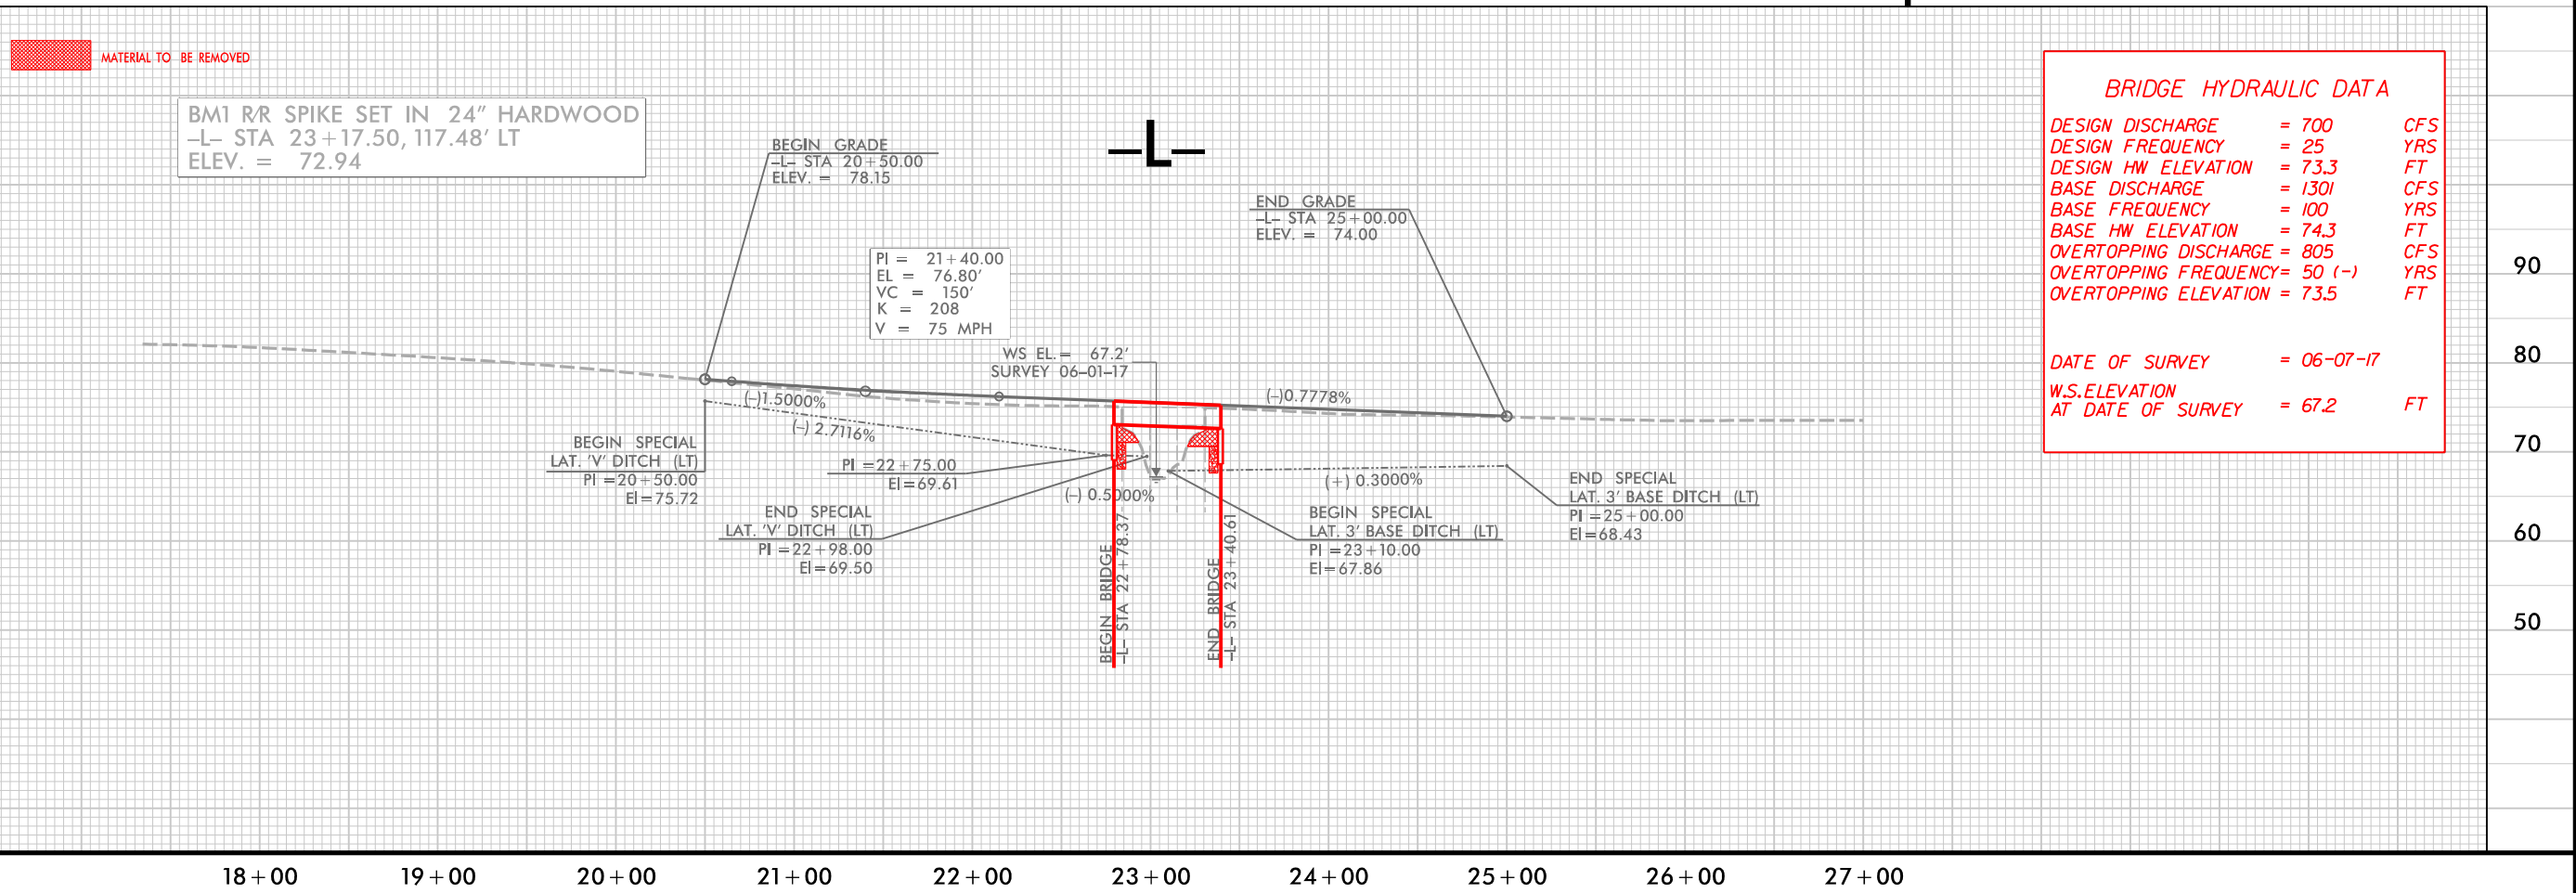 MATERIAL TO BE REMOVED
BM1 R/R SPIKE SET IN 24" HARDWOOD
-L- STA 23+17.50, 117.48' LT
ELEV. = 72.94
BEGIN GRADE
-L- STA 20+50.00
ELEV. = 78.15
-L-
END GRADE
-L- STA 25+00.00
ELEV. = 74.00
PI = 21+40.00
EL = 76.80'
VC = 150'
K = 208
V = 75 MPH
WS EL.= 67.2'
SURVEY 06-01-17
(-)1.5000%
(-) 2.7116%
(-)0.7778%
BEGIN SPECIAL
LAT. 'V' DITCH (LT)
PI =20+50.00
El=75.72
PI =22+75.00
El=69.61
(-) 0.5000%
(+) 0.3000%
END SPECIAL
LAT. 'V' DITCH (LT)
PI =22+98.00
El=69.50
BEGIN BRIDGE
-L- STA 22+78.37
END BRIDGE
-L- STA 23+40.61
BEGIN SPECIAL
LAT. 3' BASE DITCH (LT)
PI =23+10.00
El=67.86
END SPECIAL
LAT. 3' BASE DITCH (LT)
PI =25+00.00
El=68.43
BRIDGE HYDRAULIC DATA
DESIGN DISCHARGE = 700 CFS
DESIGN FREQUENCY = 25 YRS
DESIGN HW ELEVATION = 73.3 FT
BASE DISCHARGE = 1301 CFS
BASE FREQUENCY = 100 YRS
BASE HW ELEVATION = 74.3 FT
OVERTOPPING DISCHARGE = 805 CFS
OVERTOPPING FREQUENCY= 50 (-) YRS
OVERTOPPING ELEVATION = 73.5 FT
DATE OF SURVEY = 06-07-17
W.S.ELEVATION
AT DATE OF SURVEY = 67.2 FT
90
80
70
60
50
18+00 19+00 20+00 21+00 22+00 23+00 24+00 25+00 26+00 27+00